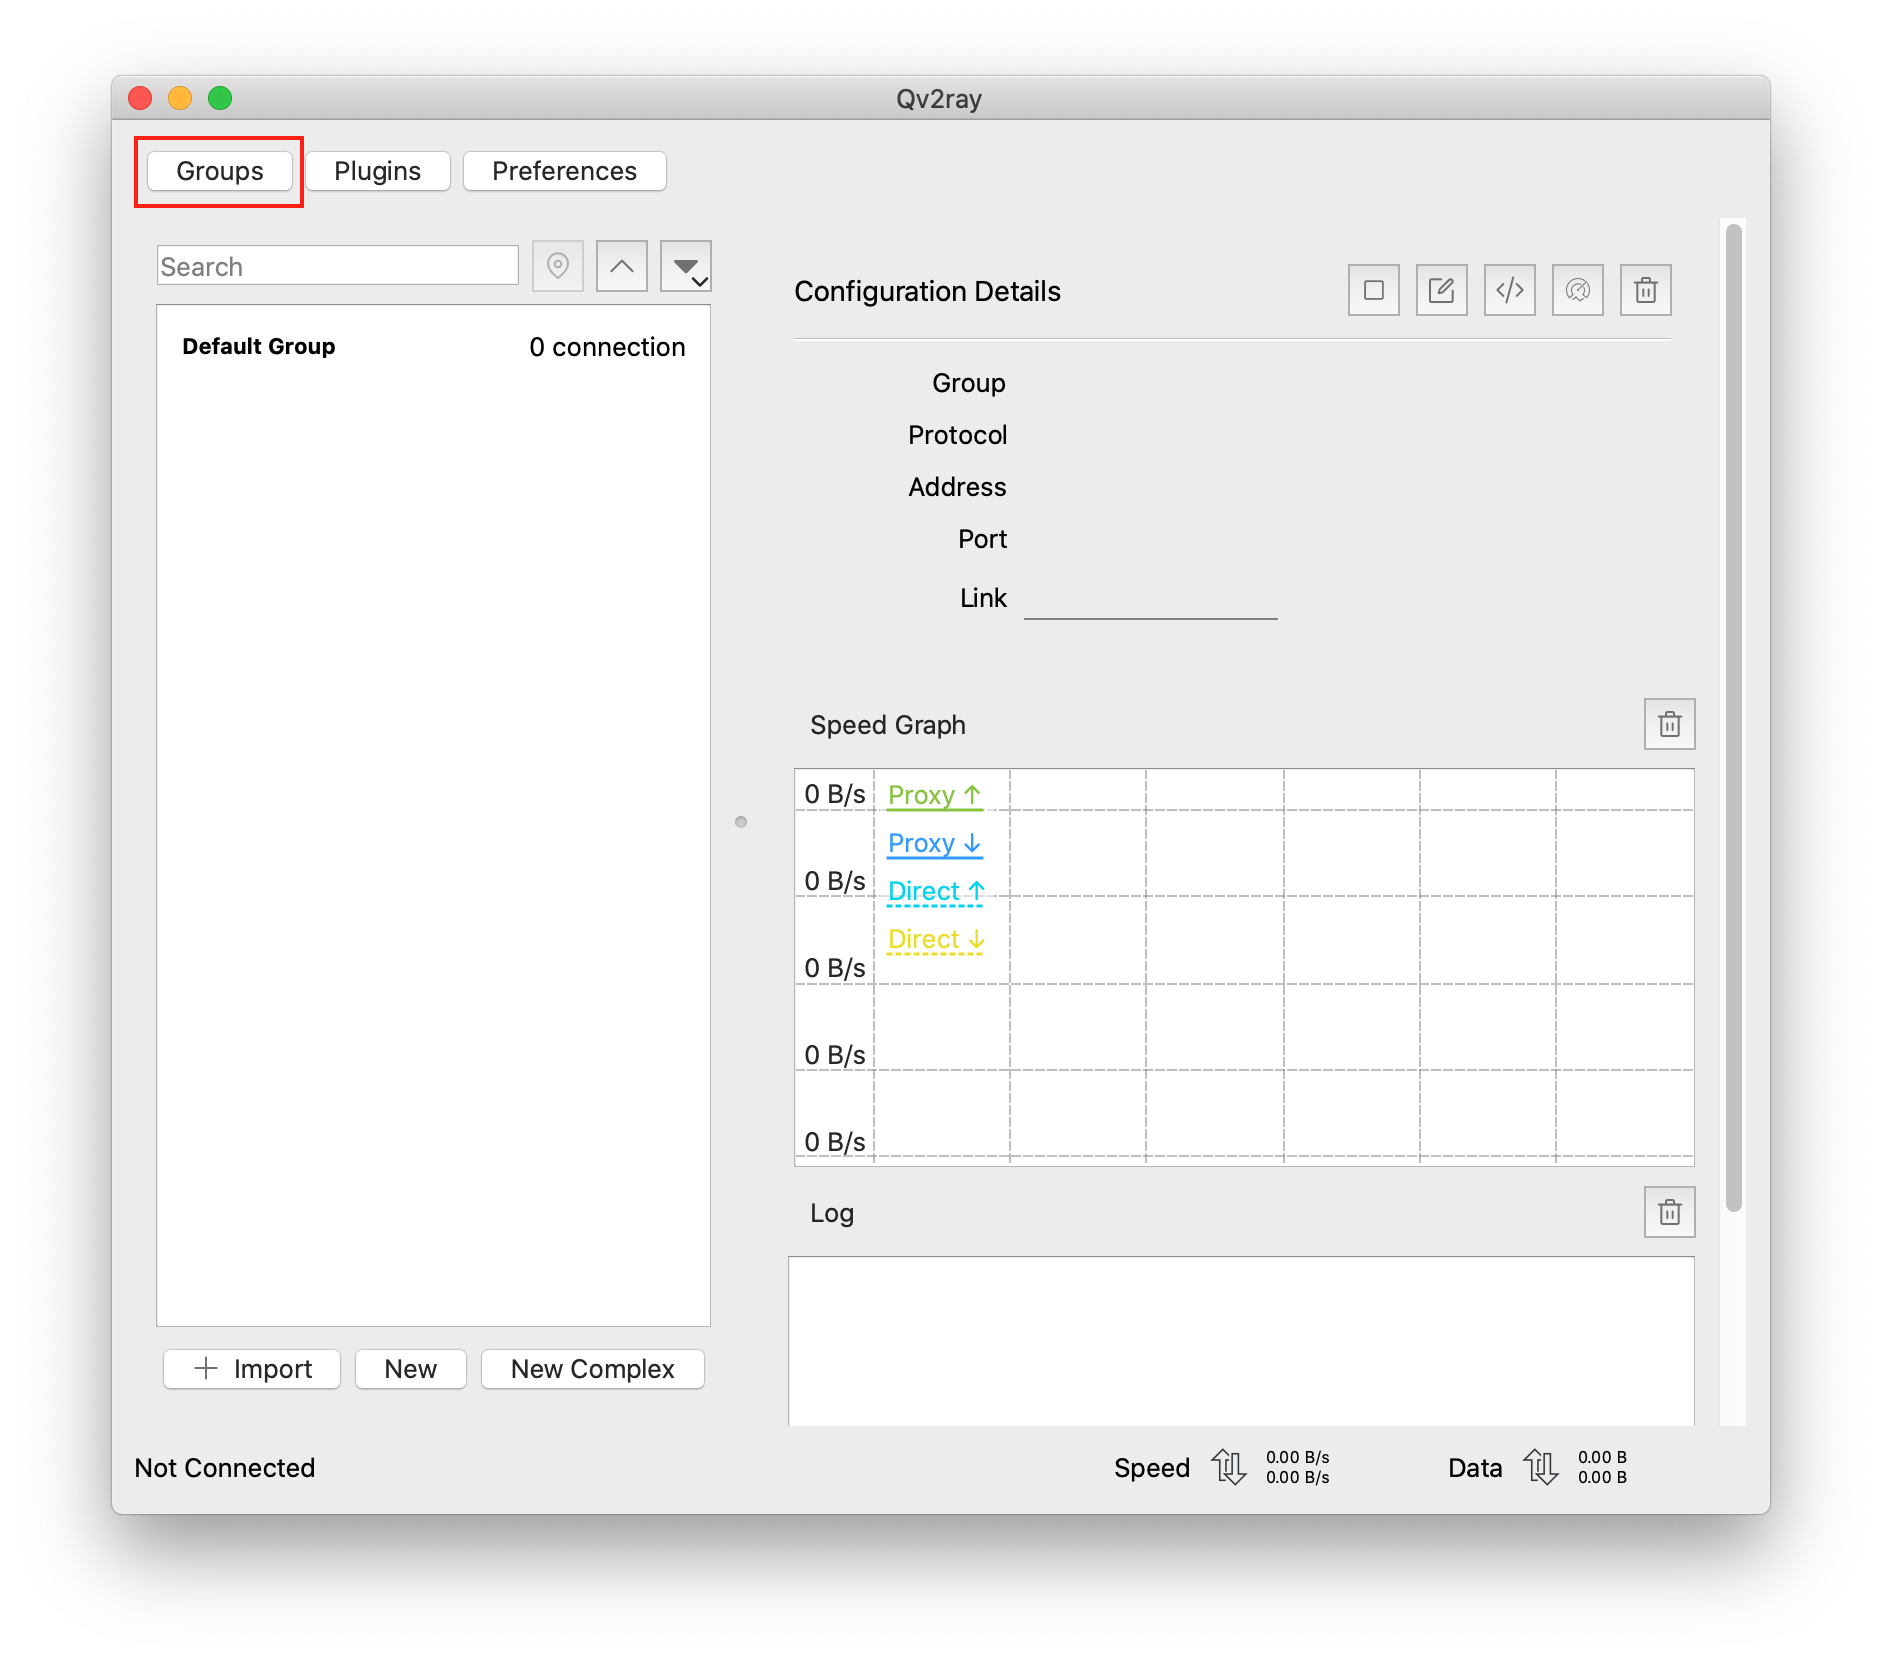 Qv2ray
Groups
Plugins
Preferences
Search
Default Group
0 connection
Import
New
New Complex
Configuration Details
Group
Protocol
Address
Port
Link
Speed Graph
0 B/s
Proxy ↑
Proxy ↓
0 B/s
Direct ↑
Direct ↓
0 B/s
0 B/s
0 B/s
Log
Not Connected
Speed
0.00 B/s
0.00 B/s
Data
0.00 B
0.00 B